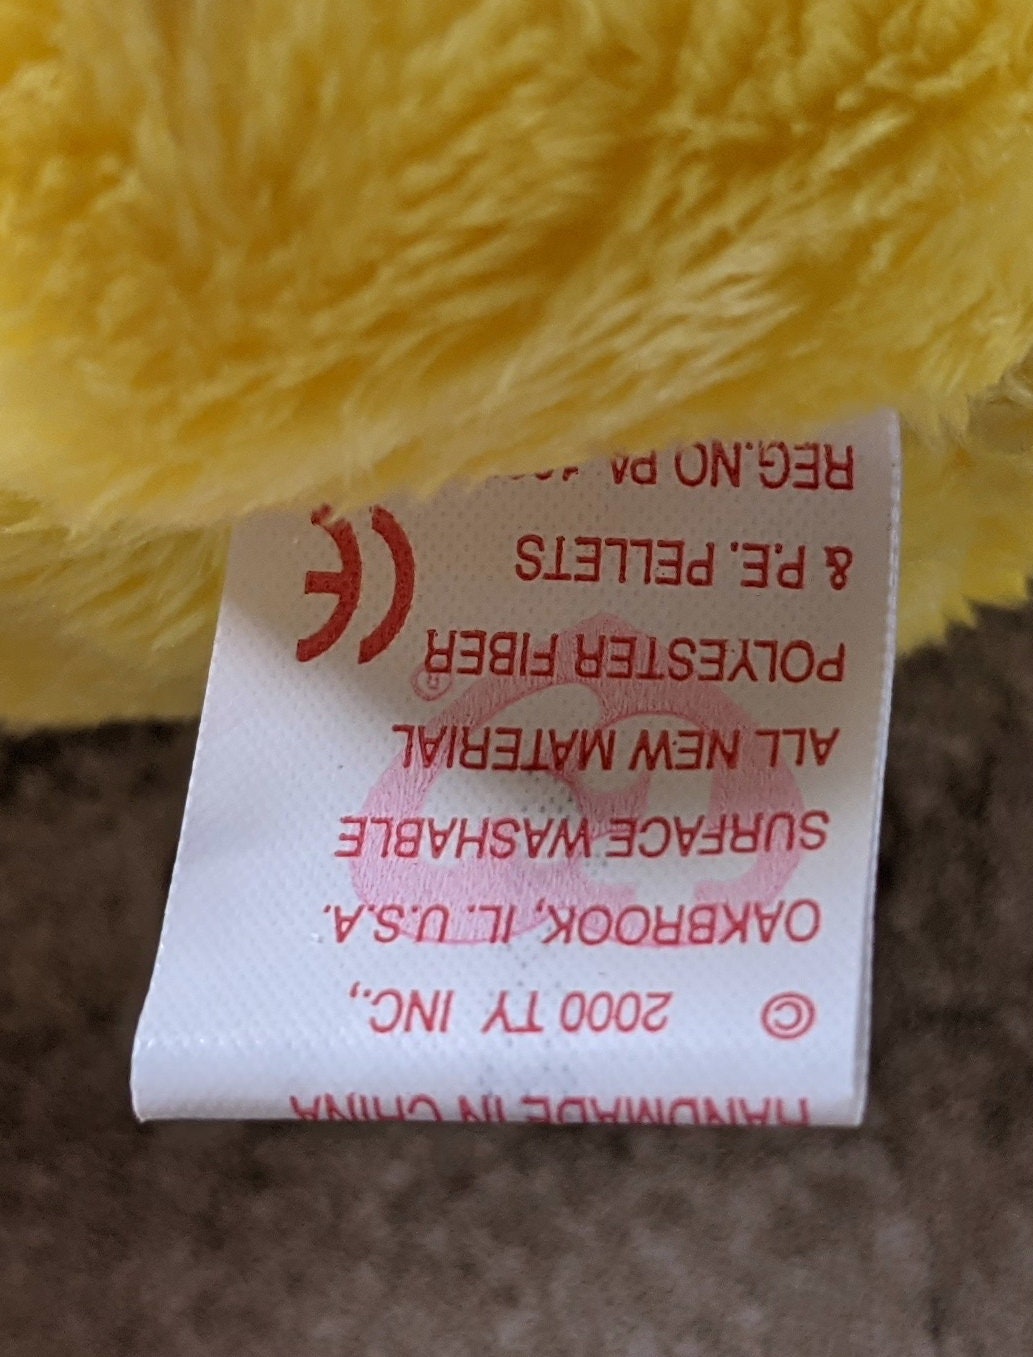 HANDMADE IN CHINA
© 2000 TY INC.,
OAKBROOK, IL. U.S.A.
SURFACE WASHABLE
ALL NEW MATERIAL
POLYESTER FIBER ®
& P.E. PELLETS CE
REG.NO PA.